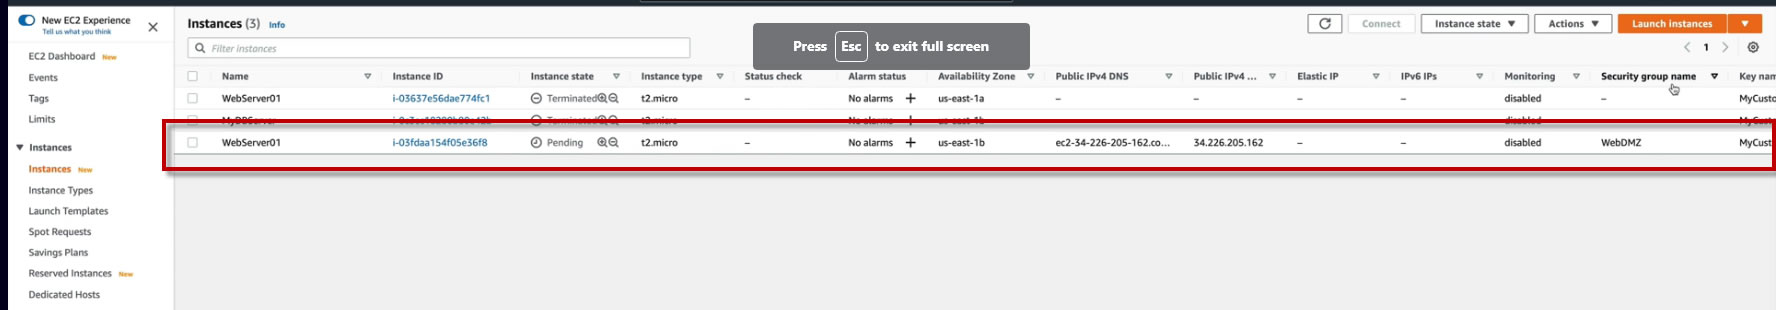 New EC2 Experience
Tell us what you think
EC2 Dashboard New
Events
Tags
Limits
Instances
Instances New
Instance Types
Launch Templates
Spot Requests
Savings Plans
Reserved Instances New
Dedicated Hosts
Instances (3) Info
Connect Instance state Actions Launch instances
Filter instances
1
Press Esc to exit full screen
Name Instance ID Instance state Instance type Status check Alarm status Availability Zone Public IPv4 DNS Public IPv4 ... Elastic IP IPv6 IPs Monitoring Security group name Key nam
WebServer01 i-03637e56dae774fc1 Terminated t2.micro – No alarms + us-east-1a – – – – disabled – MyCusto
MyDBServer Terminated t2.micro – No alarms + us-east-1b – – – – disabled – MyCusto
WebServer01 i-03fdaa154f05e36f8 Pending t2.micro – No alarms + us-east-1b ec2-34-226-205-162.co... 34.226.205.162 – – disabled WebDMZ MyCust